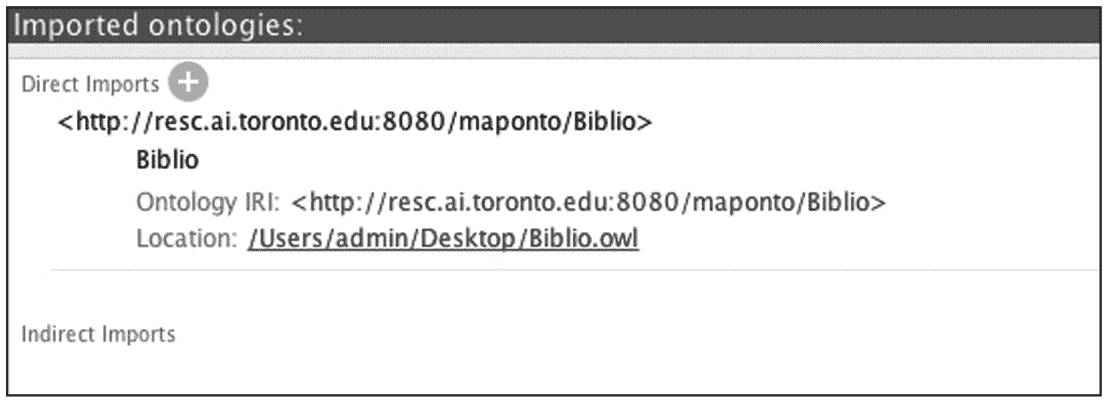 Imported ontologies:
Direct Imports
<http://resc.ai.toronto.edu:8080/maponto/Biblio>
Biblio
Ontology IRI: <http://resc.ai.toronto.edu:8080/maponto/Biblio>
Location: /Users/admin/Desktop/Biblio.owl
Indirect Imports